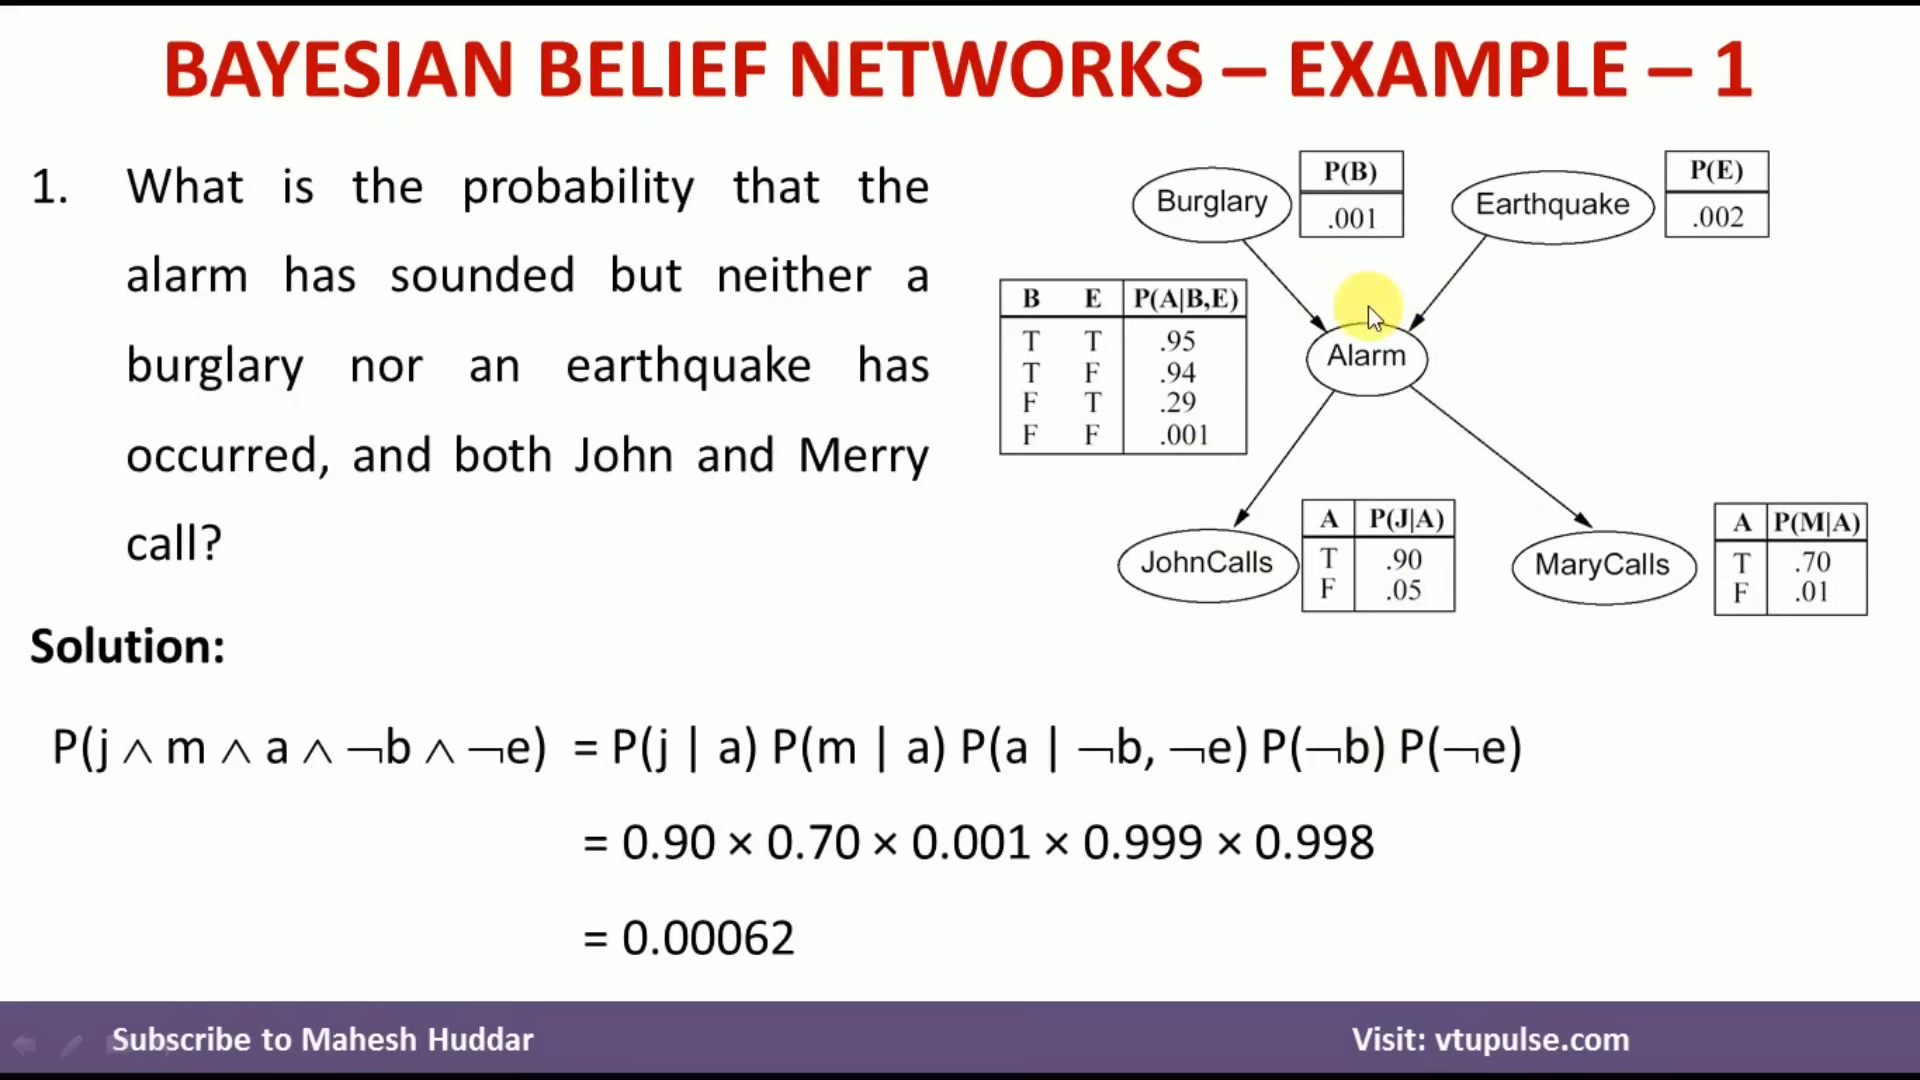 BAYESIAN BELIEF NETWORKS – EXAMPLE – 1
1. What is the probability that the
alarm has sounded but neither a
burglary nor an earthquake has
occurred, and both John and Merry
call?
Burglary
P(B)
.001
Earthquake
P(E)
.002
B E P(A|B,E)
T T .95
T F .94
F T .29
F F .001
Alarm
JohnCalls
A P(J|A)
T .90
F .05
MaryCalls
A P(M|A)
T .70
F .01
Solution:
P(j ∧ m ∧ a ∧ ¬b ∧ ¬e) = P(j | a) P(m | a) P(a | ¬b, ¬e) P(¬b) P(¬e)
= 0.90 × 0.70 × 0.001 × 0.999 × 0.998
= 0.00062
Subscribe to Mahesh Huddar
Visit: vtupulse.com